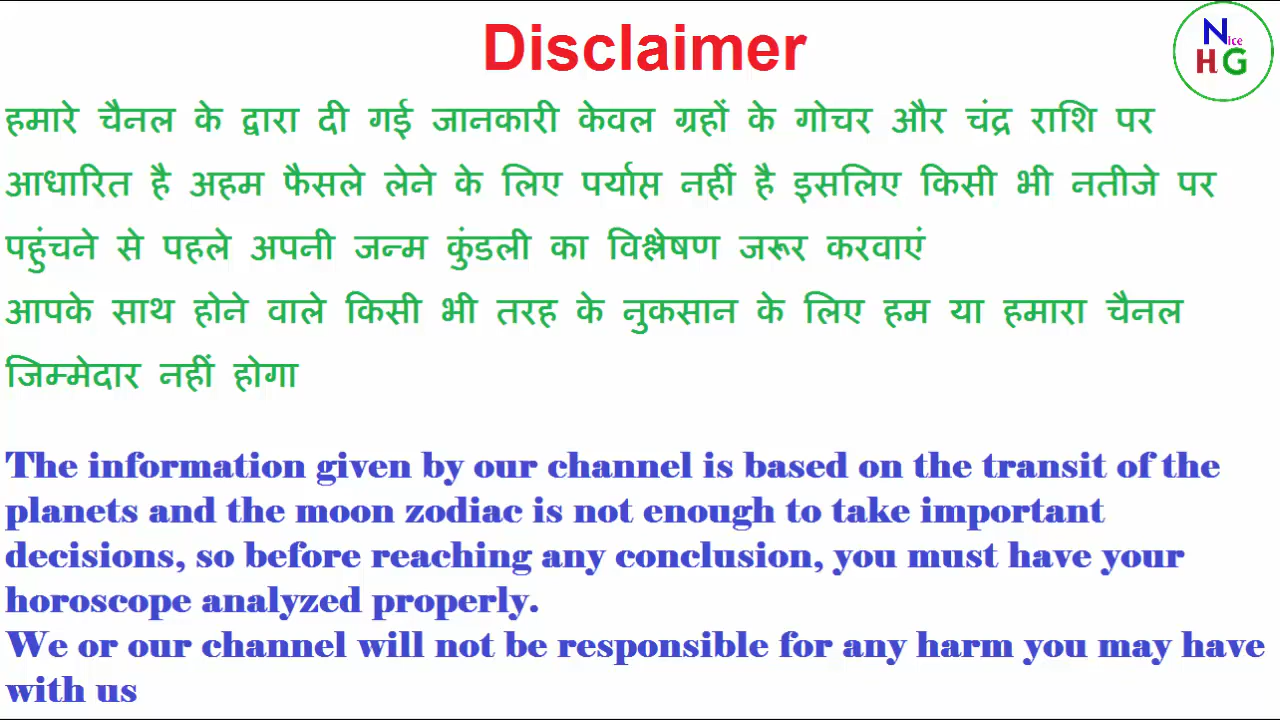 Disclaimer
N Ice
H G
हमारे चैनल के द्वारा दी गई जानकारी केवल ग्रहों के गोचर और चंद्र राशि पर
आधारित है अहम फैसले लेने के लिए पर्याप्त नहीं है इसलिए किसी भी नतीजे पर
पहुंचने से पहले अपनी जन्म कुंडली का विश्लेषण जरूर करवाएं
आपके साथ होने वाले किसी भी तरह के नुकसान के लिए हम या हमारा चैनल
जिम्मेदार नहीं होगा
The information given by our channel is based on the transit of the
planets and the moon zodiac is not enough to take important
decisions, so before reaching any conclusion, you must have your
horoscope analyzed properly.
We or our channel will not be responsible for any harm you may have
with us